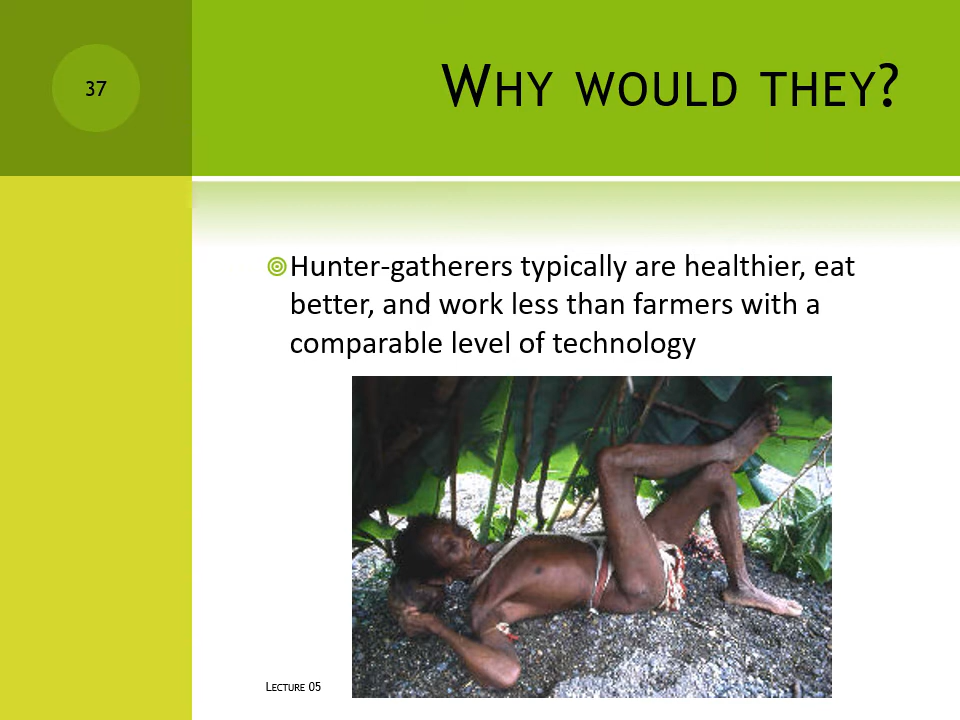 37
WHY WOULD THEY?
Hunter-gatherers typically are healthier, eat
better, and work less than farmers with a
comparable level of technology
LECTURE 05